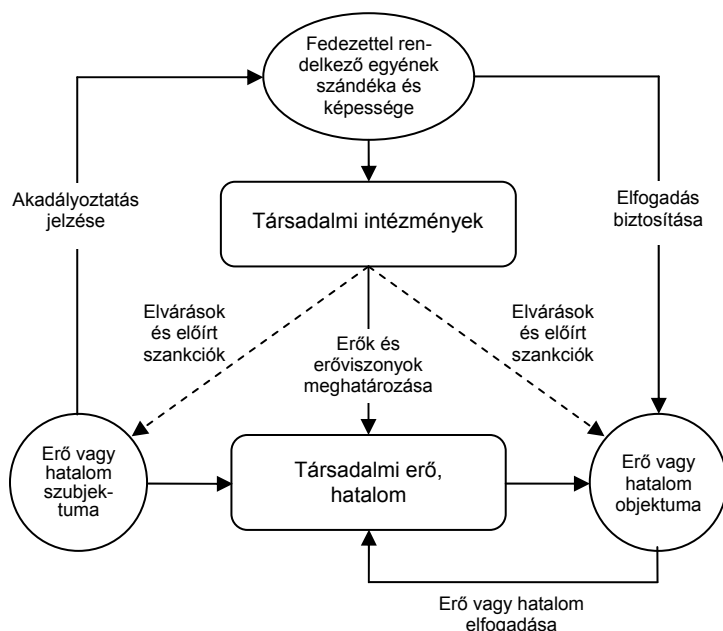 Fedezettel ren-
delkező egyének
szándéka és
képessége
Akadályoztatás
jelzése
Társadalmi intézmények
Elfogadás
biztosítása
Elvárások
és előírt
szankciók
Erők és
erőviszonyok
meghatározása
Elvárások
és előírt
szankciók
Erő vagy
hatalom
szubjek-
tuma
Társadalmi erő,
hatalom
Erő vagy
hatalom
objektuma
Erő vagy hatalom
elfogadása